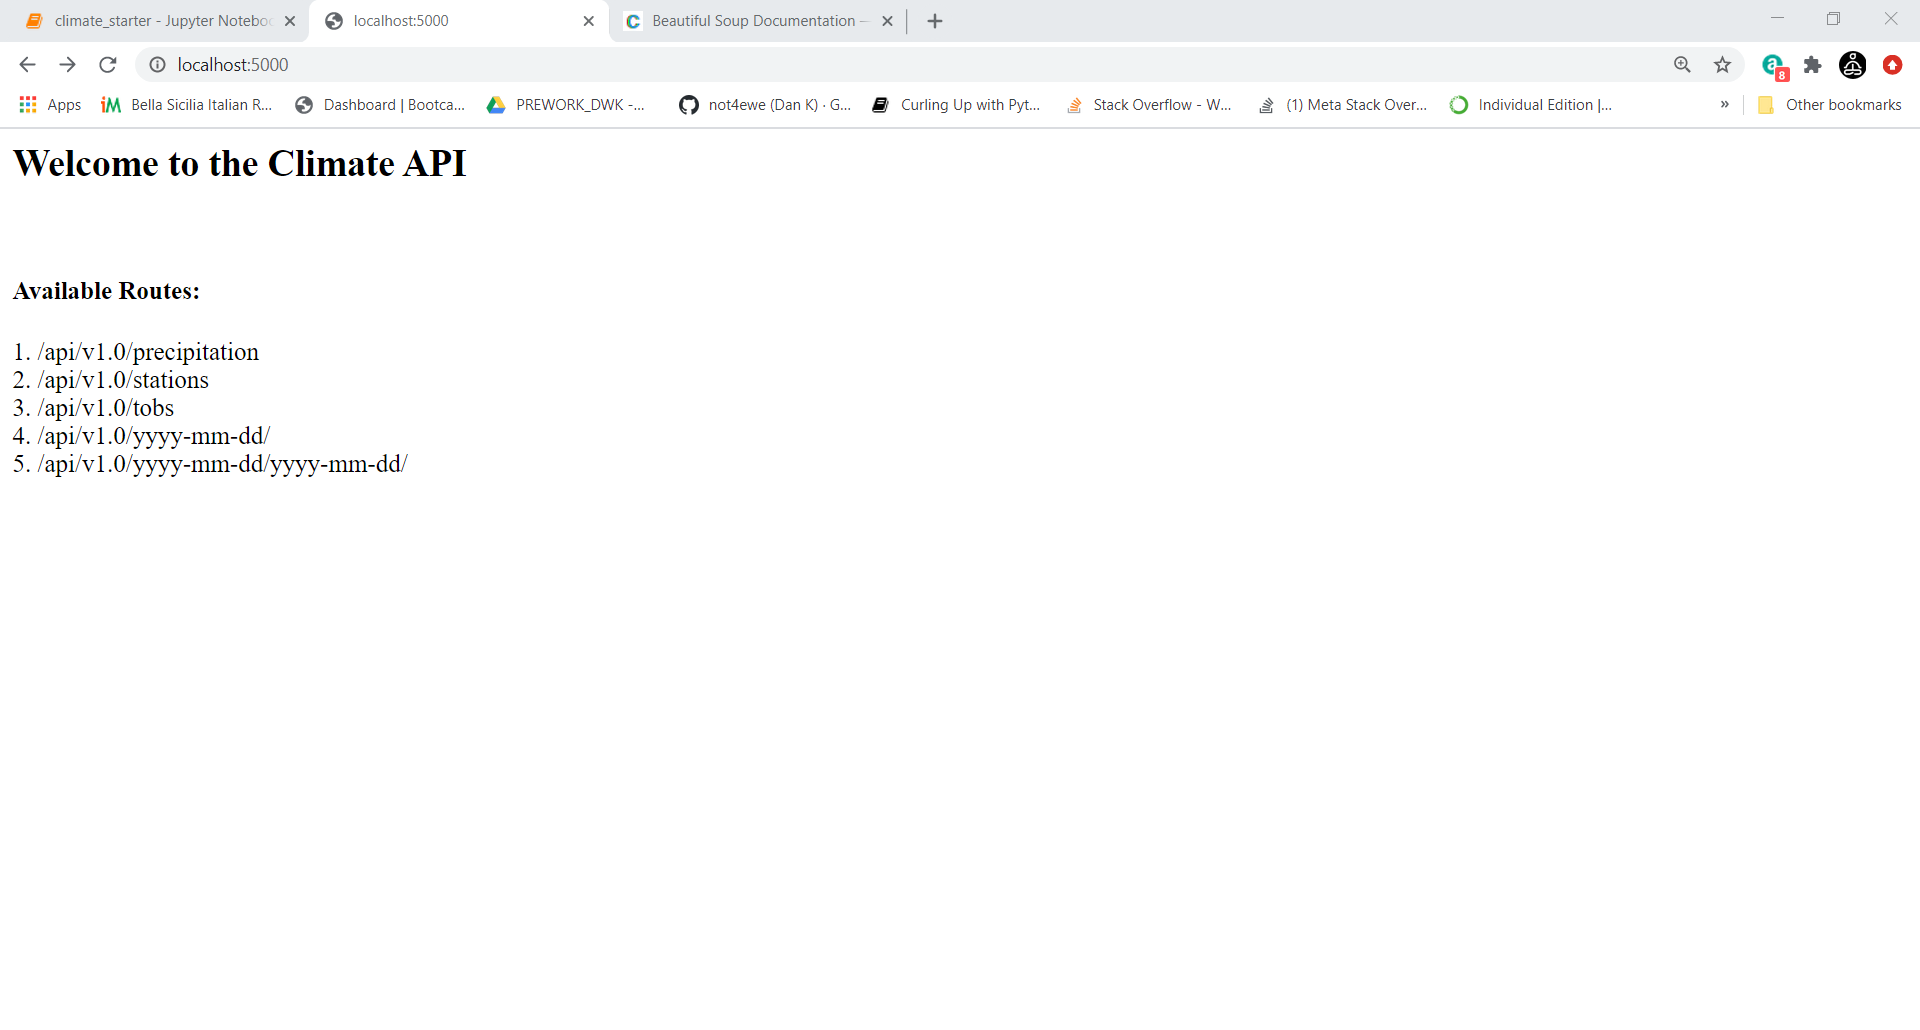 climate_starter - Jupyter Noteboo
localhost:5000
Beautiful Soup Documentation —
localhost:5000
8
Apps
Bella Sicilia Italian R...
Dashboard | Bootca...
PREWORK_DWK -...
not4ewe (Dan K) · G...
Curling Up with Pyt...
Stack Overflow - W...
(1) Meta Stack Over...
Individual Edition |...
»
Other bookmarks
Welcome to the Climate API
Available Routes:
1. /api/v1.0/precipitation
2. /api/v1.0/stations
3. /api/v1.0/tobs
4. /api/v1.0/yyyy-mm-dd/
5. /api/v1.0/yyyy-mm-dd/yyyy-mm-dd/